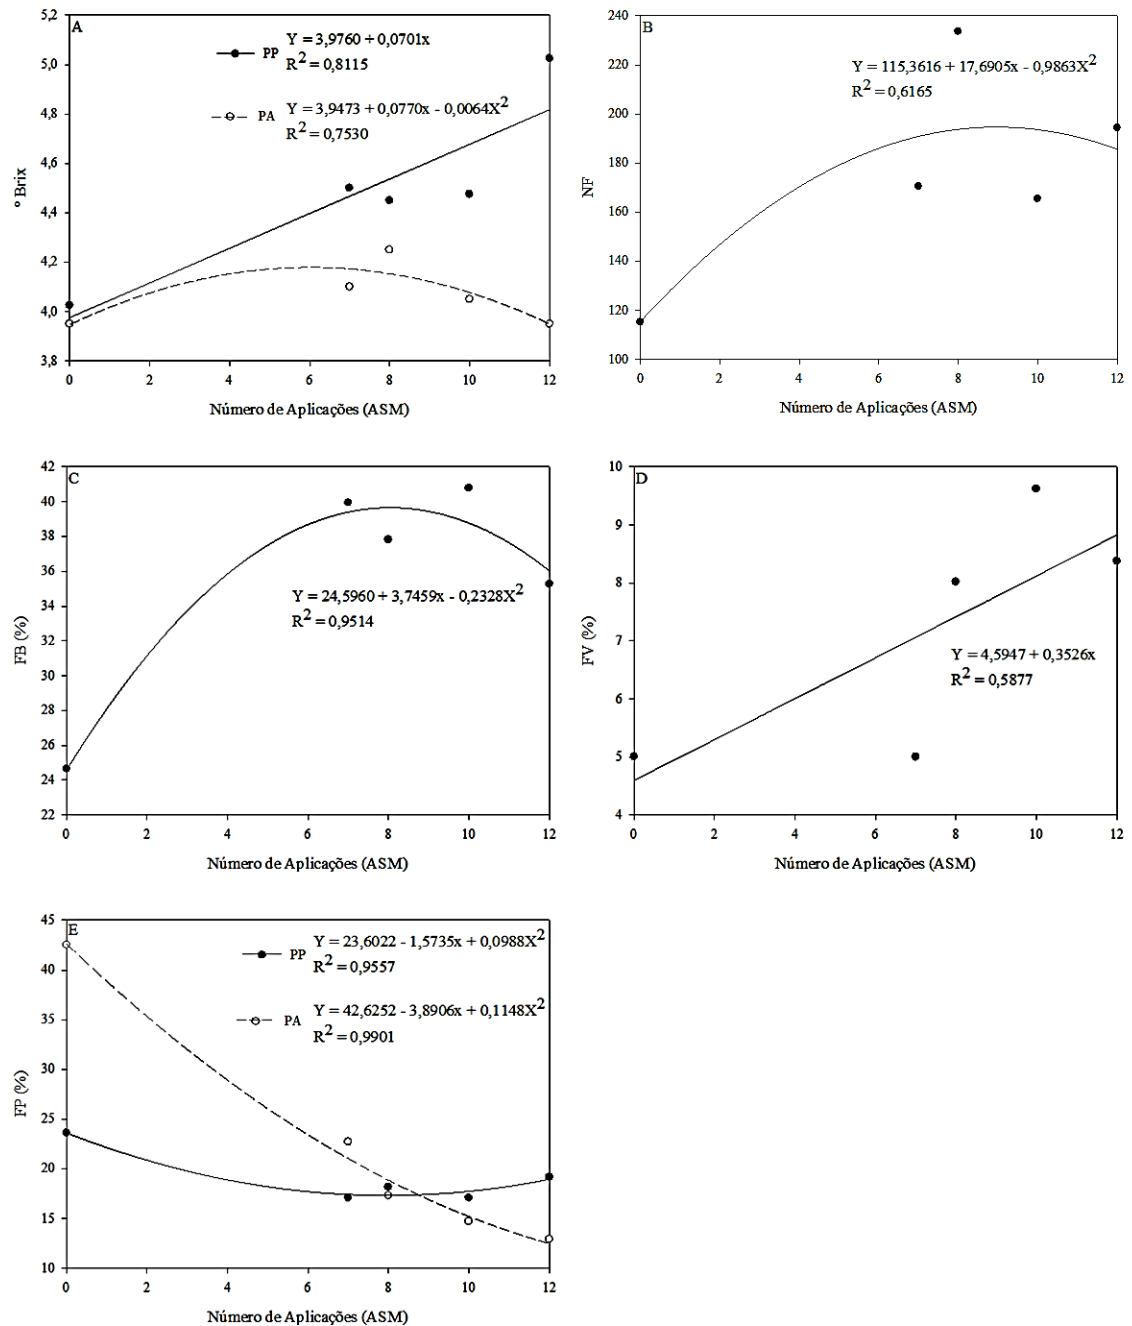 A
5,2
5,0
4,8
4,6
4,4
4,2
4,0
3,8
º Brix
PP Y = 3,9760 + 0,0701x
R² = 0,8115
PA Y = 3,9473 + 0,0770x - 0,0064X²
R² = 0,7530
0 2 4 6 8 10 12
Número de Aplicações (ASM)
B
240
220
200
180
160
140
120
100
NF
Y = 115,3616 + 17,6905x - 0,9863X²
R² = 0,6165
0 2 4 6 8 10 12
Número de Aplicações (ASM)
C
42
40
38
36
34
32
30
28
26
24
22
FB (%)
Y = 24,5960 + 3,7459x - 0,2328X²
R² = 0,9514
0 2 4 6 8 10 12
Número de Aplicações (ASM)
D
10
9
8
7
6
5
4
FV (%)
Y = 4,5947 + 0,3526x
R² = 0,5877
0 2 4 6 8 10 12
Número de Aplicações (ASM)
E
45
40
35
30
25
20
15
10
FP (%)
PP Y = 23,6022 - 1,5735x + 0,0988X²
R² = 0,9557
PA Y = 42,6252 - 3,8906x + 0,1148X²
R² = 0,9901
0 2 4 6 8 10 12
Número de Aplicações (ASM)